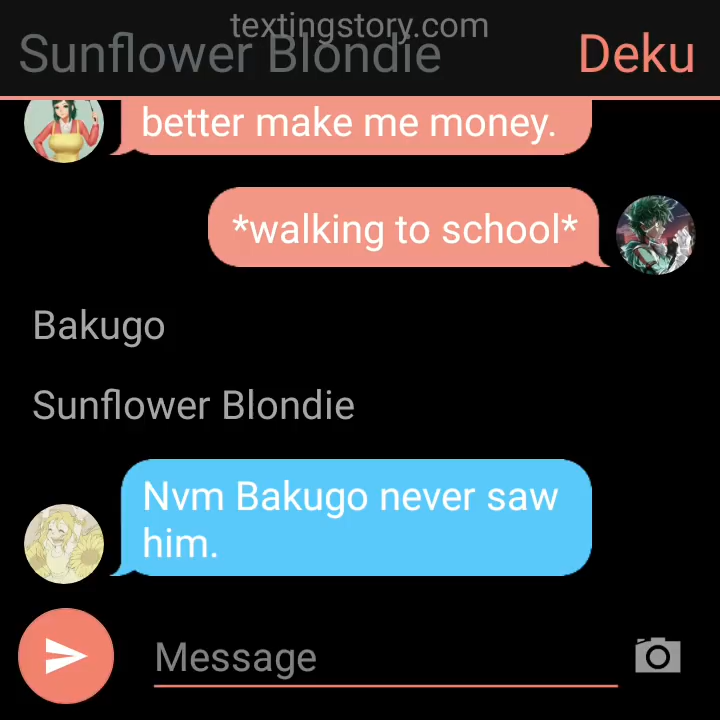 textingstory.com
Sunflower Blondie
Deku
better make me money.
*walking to school*
Bakugo
Sunflower Blondie
Nvm Bakugo never saw
him.
Message